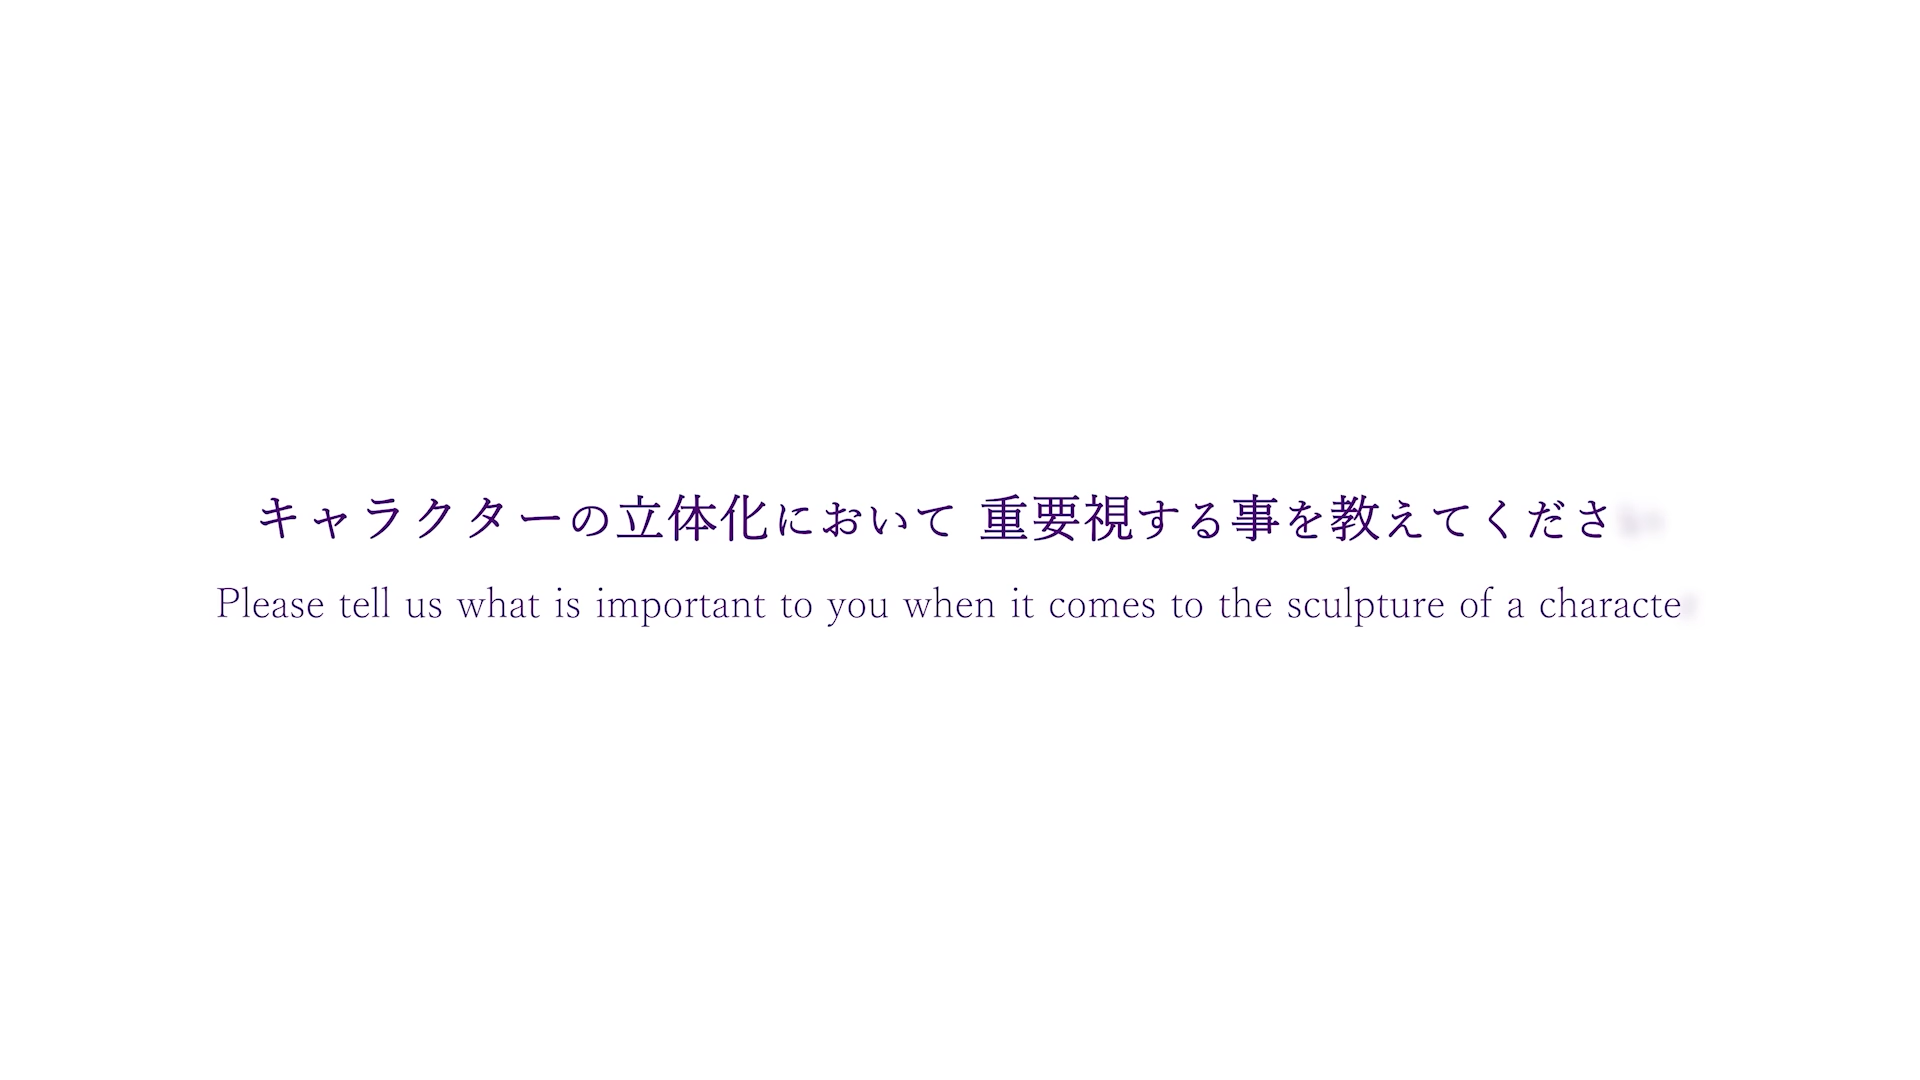 キャラクターの立体化において 重要視する事を教えてくださ
Please tell us what is important to you when it comes to the sculpture of a characte